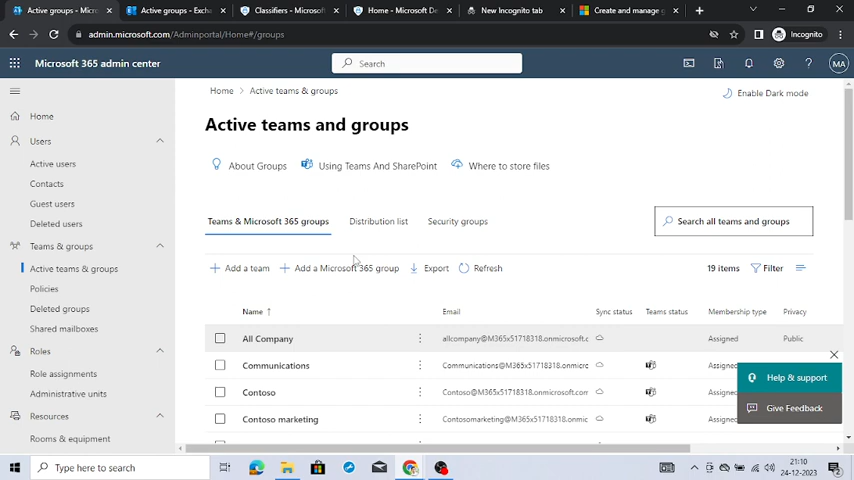 Active groups - Microsoft 3
Active groups - Excha
Classifiers - Microsoft
Home - Microsoft De
New Incognito tab
Create and manage g
admin.microsoft.com/Adminportal/Home#/groups
Incognito
Microsoft 365 admin center
Search
MA
Home
Users
Active users
Contacts
Guest users
Deleted users
Teams & groups
Active teams & groups
Policies
Deleted groups
Shared mailboxes
Roles
Role assignments
Administrative units
Resources
Rooms & equipment
Home > Active teams & groups
Enable Dark mode
Active teams and groups
About Groups
Using Teams And SharePoint
Where to store files
Teams & Microsoft 365 groups
Distribution list
Security groups
Search all teams and groups
+ Add a team
+ Add a Microsoft 365 group
Export
Refresh
19 items
Filter
Name ↑ Email Sync status Teams status Membership type Privacy
All Company allcompany@M365x51718318.onmicrosoft.c Assigned Public
Communications Communications@M365x51718318.onmicro
Contoso Contoso@M365x51718318.onmicrosoft.com
Contoso marketing Contosomarketing@M365x51718318.onmic Assigned
Help & support
Give Feedback
Type here to search
21:10
24-12-2023
2